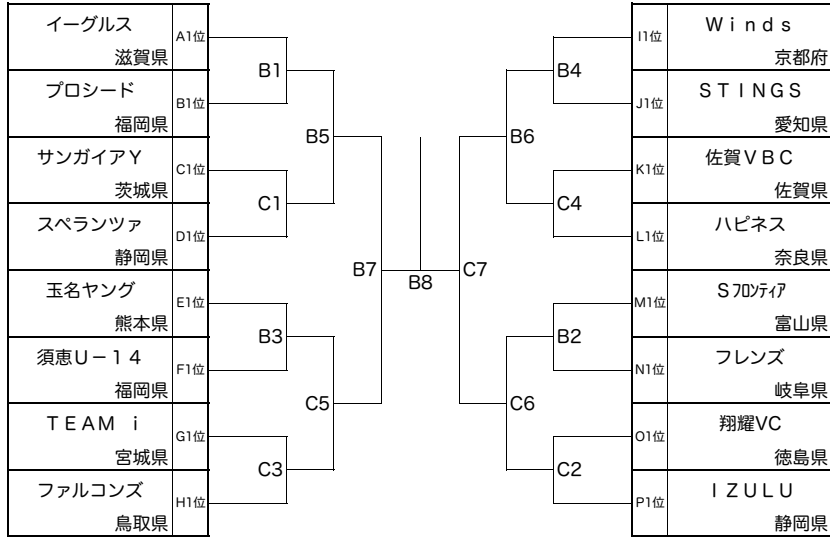 イーグルス
滋賀県
A1位
プロシード
福岡県
B1位
サンガイアY
茨城県
C1位
スペランツァ
静岡県
D1位
玉名ヤング
熊本県
E1位
須恵U-14
福岡県
F1位
TEAM i
宮城県
G1位
ファルコンズ
鳥取県
H1位
B1
C1
B3
C3
B5
C5
B7
B8
C7
B6
C6
B4
C4
B2
C2
I1位
Winds
京都府
J1位
STINGS
愛知県
K1位
佐賀VBC
佐賀県
L1位
ハピネス
奈良県
M1位
Sフロンティア
富山県
N1位
フレンズ
岐阜県
O1位
翔耀VC
徳島県
P1位
IZULU
静岡県